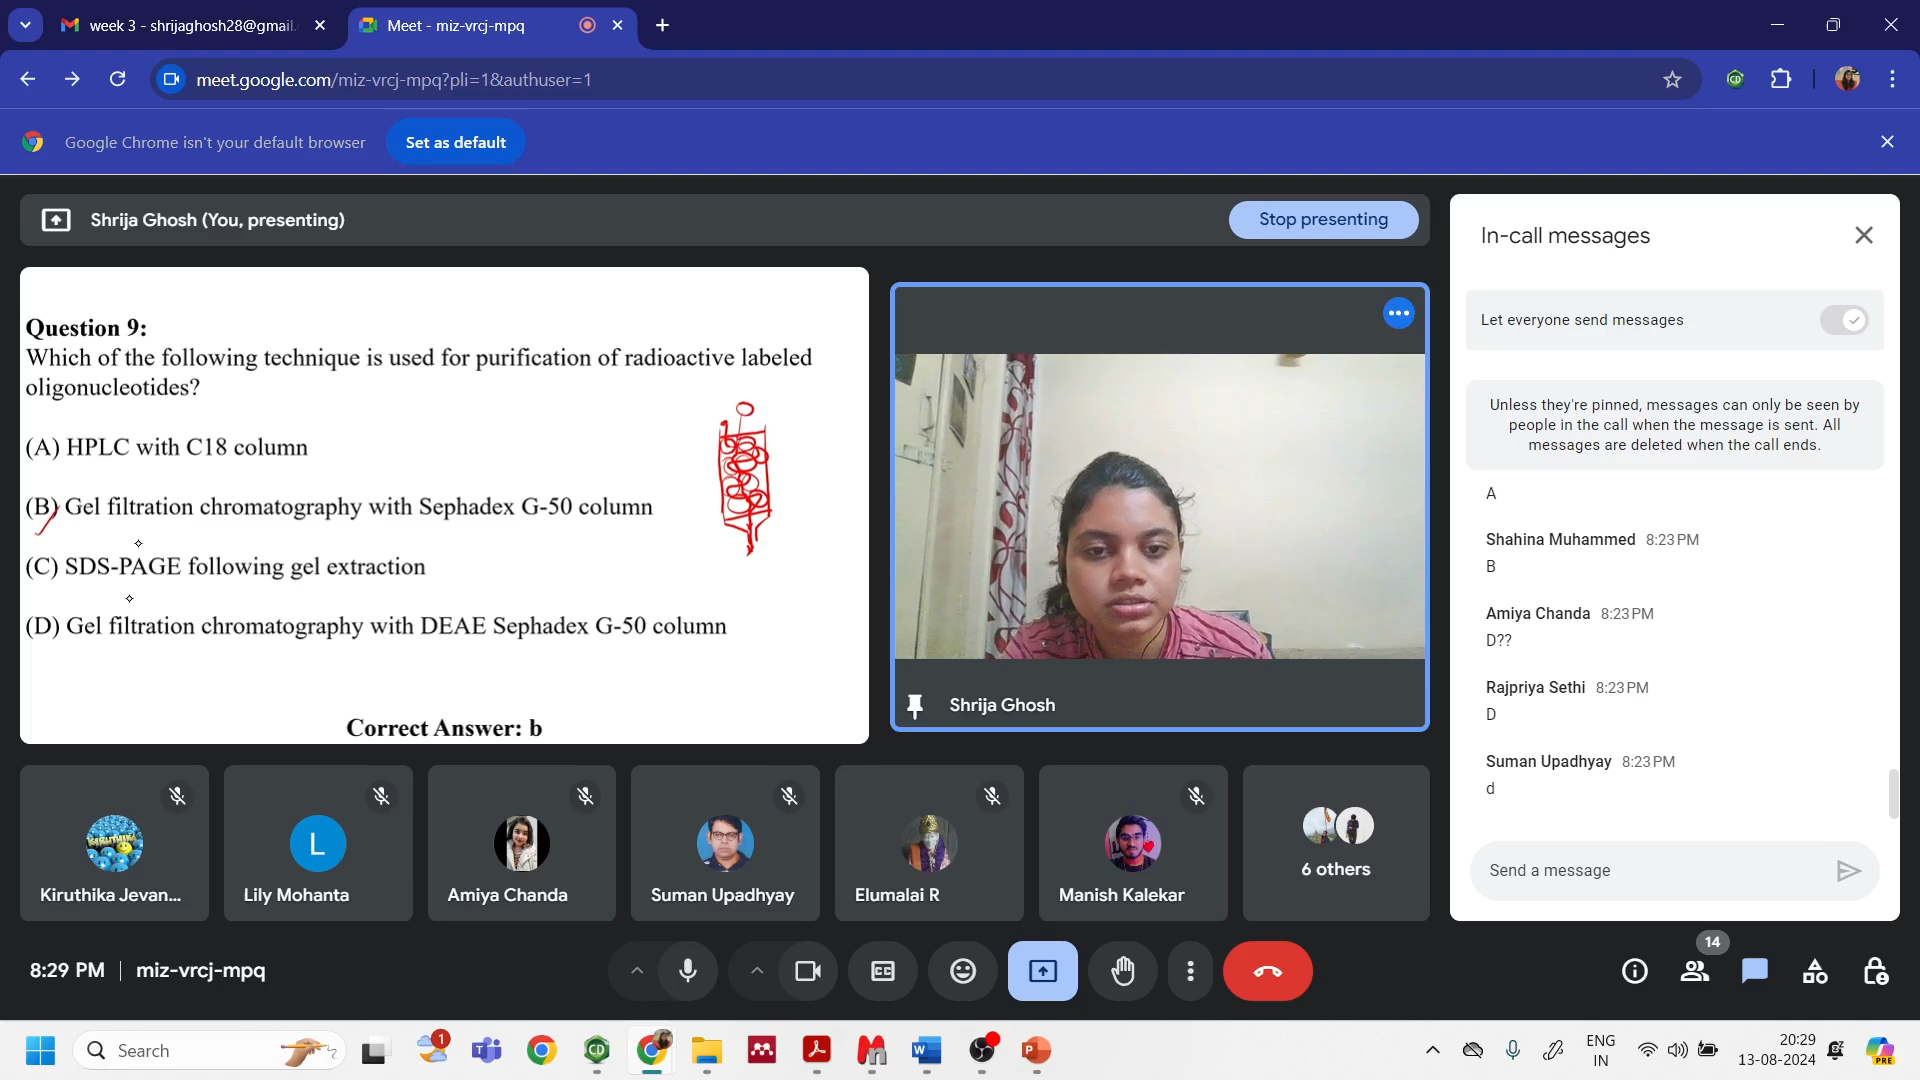 week 3 - shrijaghosh28@gmail.
Meet - miz-vrcj-mpq
meet.google.com/miz-vrcj-mpq?pli=1&authuser=1
Google Chrome isn't your default browser
Set as default
Shrija Ghosh (You, presenting)
Stop presenting
Question 9:
Which of the following technique is used for purification of radioactive labeled
oligonucleotides?
(A) HPLC with C18 column
(B) Gel filtration chromatography with Sephadex G-50 column
(C) SDS-PAGE following gel extraction
(D) Gel filtration chromatography with DEAE Sephadex G-50 column
Correct Answer: b
Shrija Ghosh
In-call messages
Let everyone send messages
Unless they're pinned, messages can only be seen by
people in the call when the message is sent. All
messages are deleted when the call ends.
A
Shahina Muhammed 8:23 PM
B
Amiya Chanda 8:23 PM
D??
Rajpriya Sethi 8:23 PM
D
Suman Upadhyay 8:23 PM
d
Send a message
Kiruthika Jevan...
L
Lily Mohanta
Amiya Chanda
Suman Upadhyay
Elumalai R
Manish Kalekar
6 others
8:29 PM | miz-vrcj-mpq
14
Search
1
ENG
IN
20:29
13-08-2024